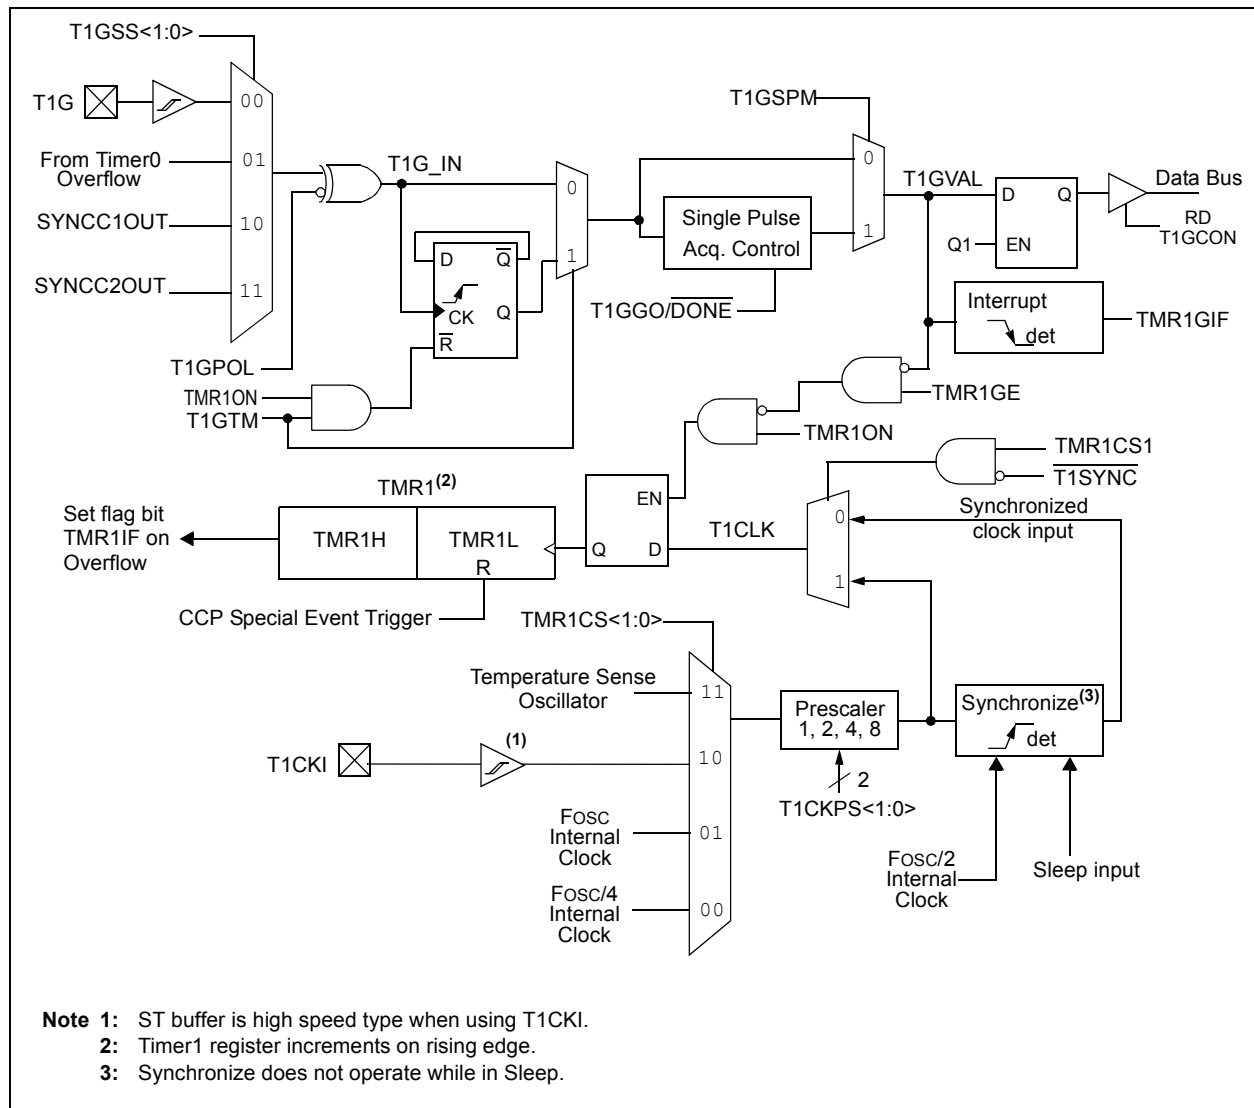 T1GSS<1:0>
T1G
00
From Timer0
Overflow
01
SYNCC1OUT
10
SYNCC2OUT
11
T1GPOL
TMR1ON
T1GTM
T1G_IN
0
1
D
Q
CK
Q
R
T1GSPM
0
1
Single Pulse
Acq. Control
T1GGO/DONE
T1GVAL
D
Q
Q1
EN
Data Bus
RD
T1GCON
Interrupt
det
TMR1GIF
TMR1GE
TMR1ON
TMR1CS1
T1SYNC
Set flag bit
TMR1IF on
Overflow
TMR1(2)
TMR1H
TMR1L
R
CCP Special Event Trigger
EN
Q
D
T1CLK
0
1
Synchronized
clock input
TMR1CS<1:0>
Temperature Sense
Oscillator
11
T1CKI
(1)
10
FOSC
Internal
Clock
01
FOSC/4
Internal
Clock
00
Prescaler
1, 2, 4, 8
2
T1CKPS<1:0>
Synchronize(3)
det
FOSC/2
Internal
Clock
Sleep input
Note 1: ST buffer is high speed type when using T1CKI.
2: Timer1 register increments on rising edge.
3: Synchronize does not operate while in Sleep.